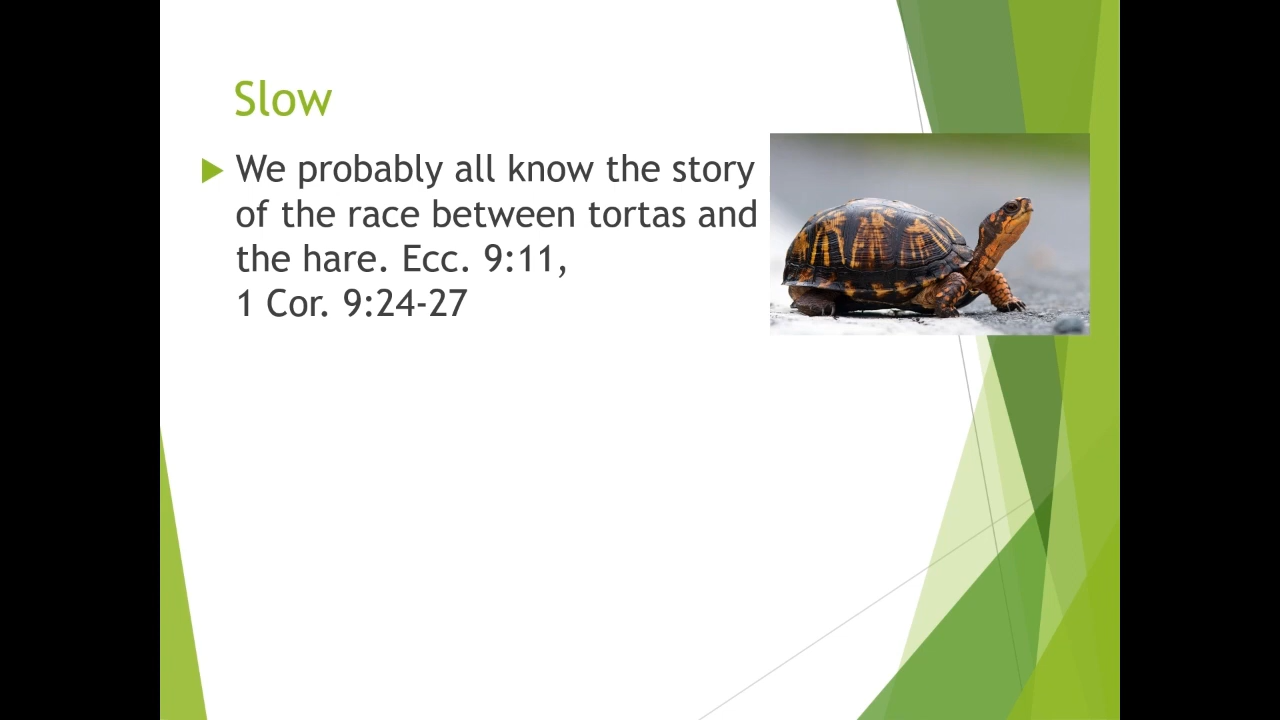 Slow
We probably all know the story
of the race between tortas and
the hare. Ecc. 9:11,
1 Cor. 9:24-27